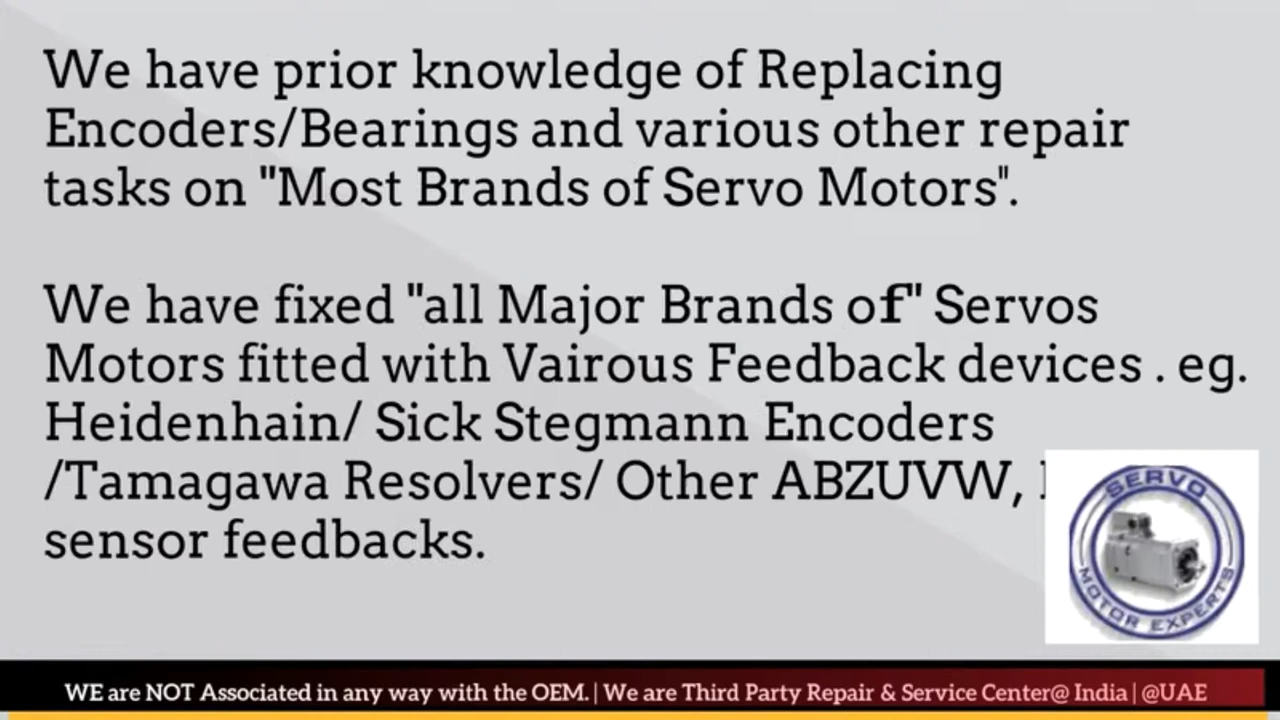 We have prior knowledge of Replacing
Encoders/Bearings and various other repair
tasks on "Most Brands of Servo Motors".
We have fixed "all Major Brands of" Servos
Motors fitted with Vairous Feedback devices . eg.
Heidenhain/ Sick Stegmann Encoders
/Tamagawa Resolvers/ Other ABZUVW,
sensor feedbacks.
SERVO
MOTOR EXPERTS
WE are NOT Associated in any way with the OEM. | We are Third Party Repair & Service Center@ India | @UAE